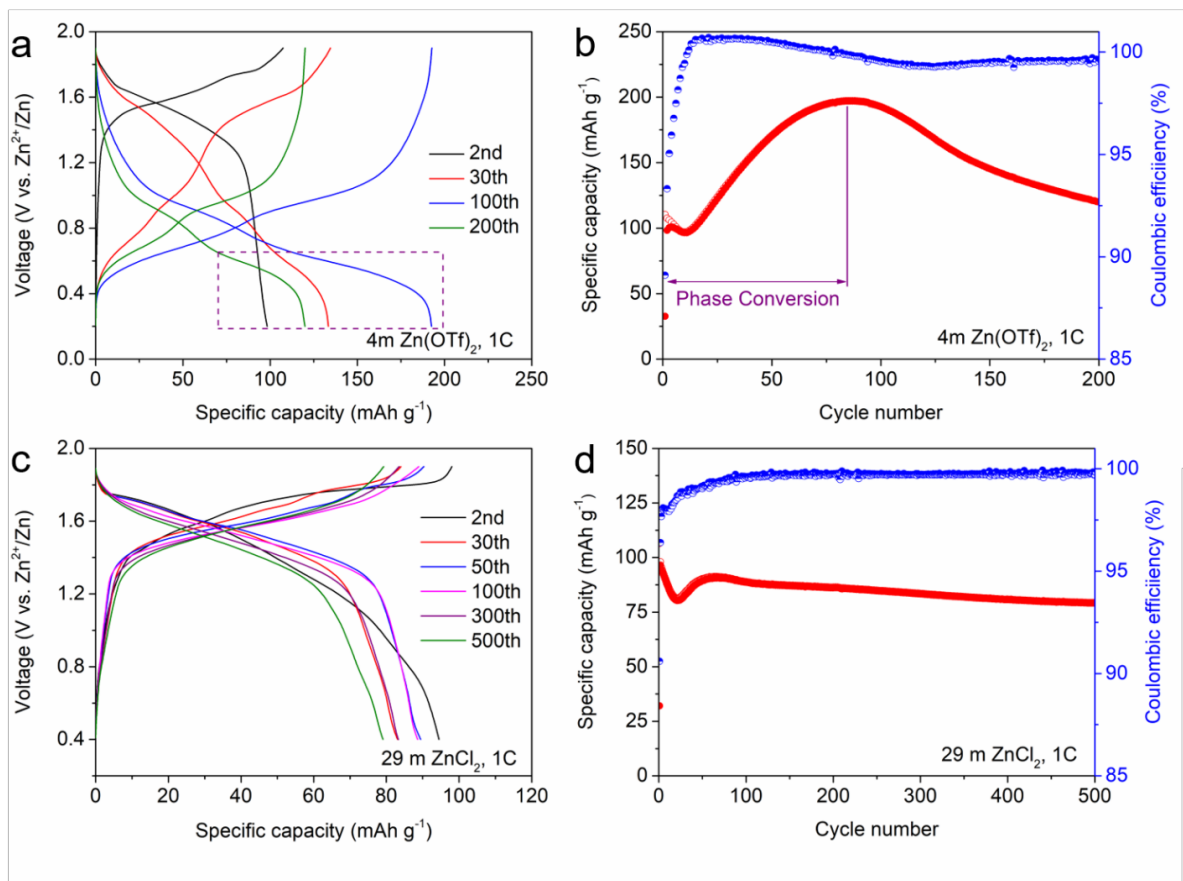 a
2.0
1.6
1.2
0.8
0.4
0.0
Voltage (V vs. Zn²⁺/Zn)
2nd
30th
100th
200th
4m Zn(OTf)₂, 1C
0 50 100 150 200 250
Specific capacity (mAh g⁻¹)
b
250
200
150
100
50
0
Specific capacity (mAh g⁻¹)
Phase Conversion
4m Zn(OTf)₂, 1C
100
95
90
85
Coulombic efficiiency (%)
0 50 100 150 200
Cycle number
c
2.0
1.6
1.2
0.8
0.4
Voltage (V vs. Zn²⁺/Zn)
2nd
30th
50th
100th
300th
500th
29 m ZnCl₂, 1C
0 20 40 60 80 100 120
Specific capacity (mAh g⁻¹)
d
150
125
100
75
50
25
0
Specific capacity (mAh g⁻¹)
29 m ZnCl₂, 1C
100
95
90
85
Coulombic efficiiency (%)
0 100 200 300 400 500
Cycle number